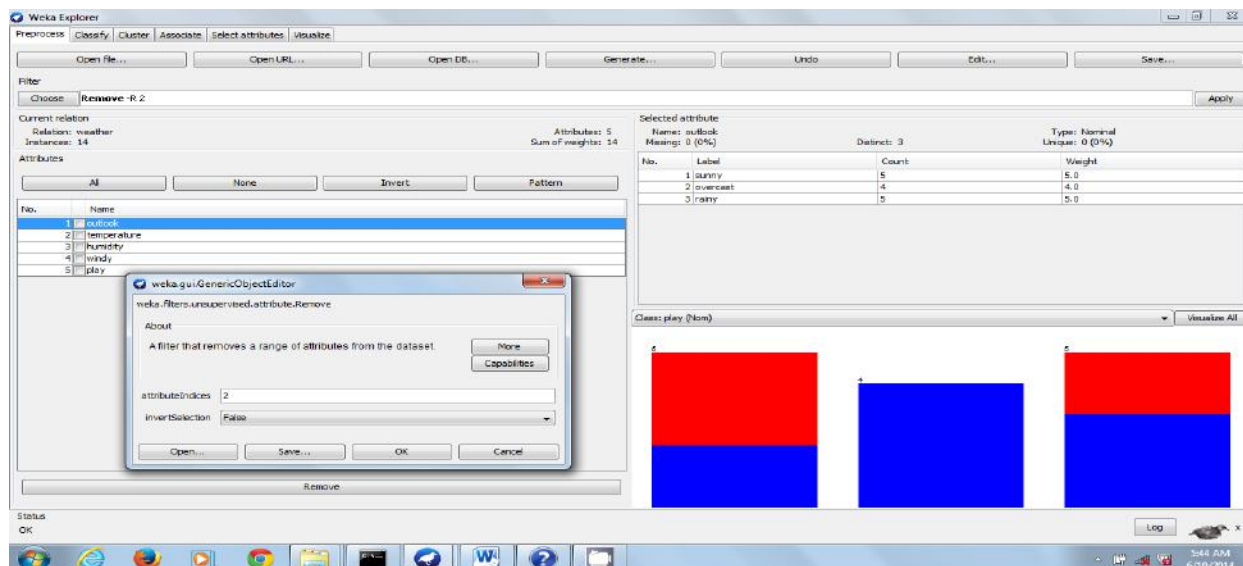 Weka Explorer
Preprocess Classify Cluster Associate Select attributes Visualize
Open file... Open URL... Open DB... Generate... Undo Edit... Save...
Filter
Choose Remove -R 2 Apply
Current relation
Relation: weather Attributes: 5
Instances: 14 Sum of weights: 14
Attributes
All None Invert Pattern
No. Name
1 outlook
2 temperature
3 humidity
4 windy
5 play
Remove
Selected attribute
Name: outlook Type: Nominal
Missing: 0 (0%) Distinct: 3 Unique: 0 (0%)
No. Label Count Weight
1 sunny 5 5.0
2 overcast 4 4.0
3 rainy 5 5.0
Class: play (Nom) Visualize All
5 4 5
weka.gui.GenericObjectEditor
weka.filters.unsupervised.attribute.Remove
About
A filter that removes a range of attributes from the dataset. More
Capabilities
attributeIndices 2
invertSelection False
Open... Save... OK Cancel
Status
OK Log x 0
W ?
5:44 AM